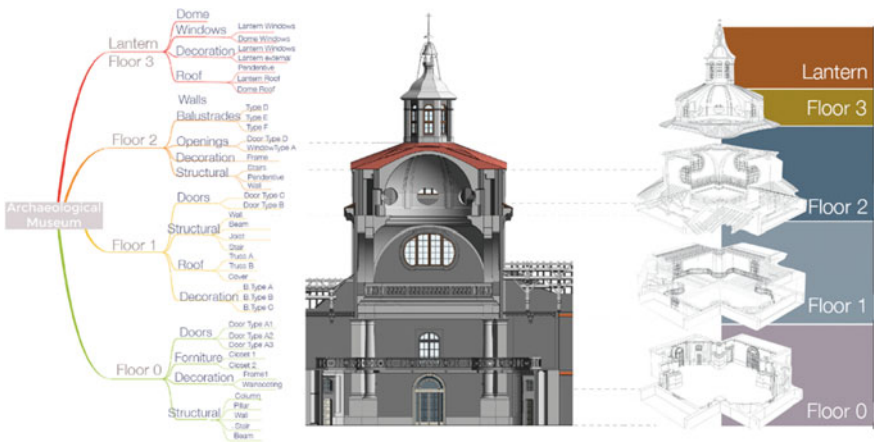 Archaeological
Museum
Lantern
Floor 3
Dome
Windows
Lantern Windows
Dome Windows
Decoration
Lantern Windows
Lantern external
Roof
Pendentive
Lantern Roof
Dome Roof
Floor 2
Walls
Balustrades
Type D
Type E
Type F
Openings
Door Type D
WindowType A
Decoration
Frame
Structural
Stairs
Pendentive
Wall
Floor 1
Doors
Door Type C
Door Type B
Structural
Wall
Beam
Joist
Stair
Roof
Truss A
Truss B
Cover
Decoration
B.Type A
B.Type B
B.Type C
Floor 0
Doors
Door Type A1
Door Type A2
Door Type A3
Forniture
Closet 1
Closet 2
Decoration
Frame1
Wainscoting
Structural
Column
Pillar
Wall
Stair
Beam
Lantern
Floor 3
Floor 2
Floor 1
Floor 0